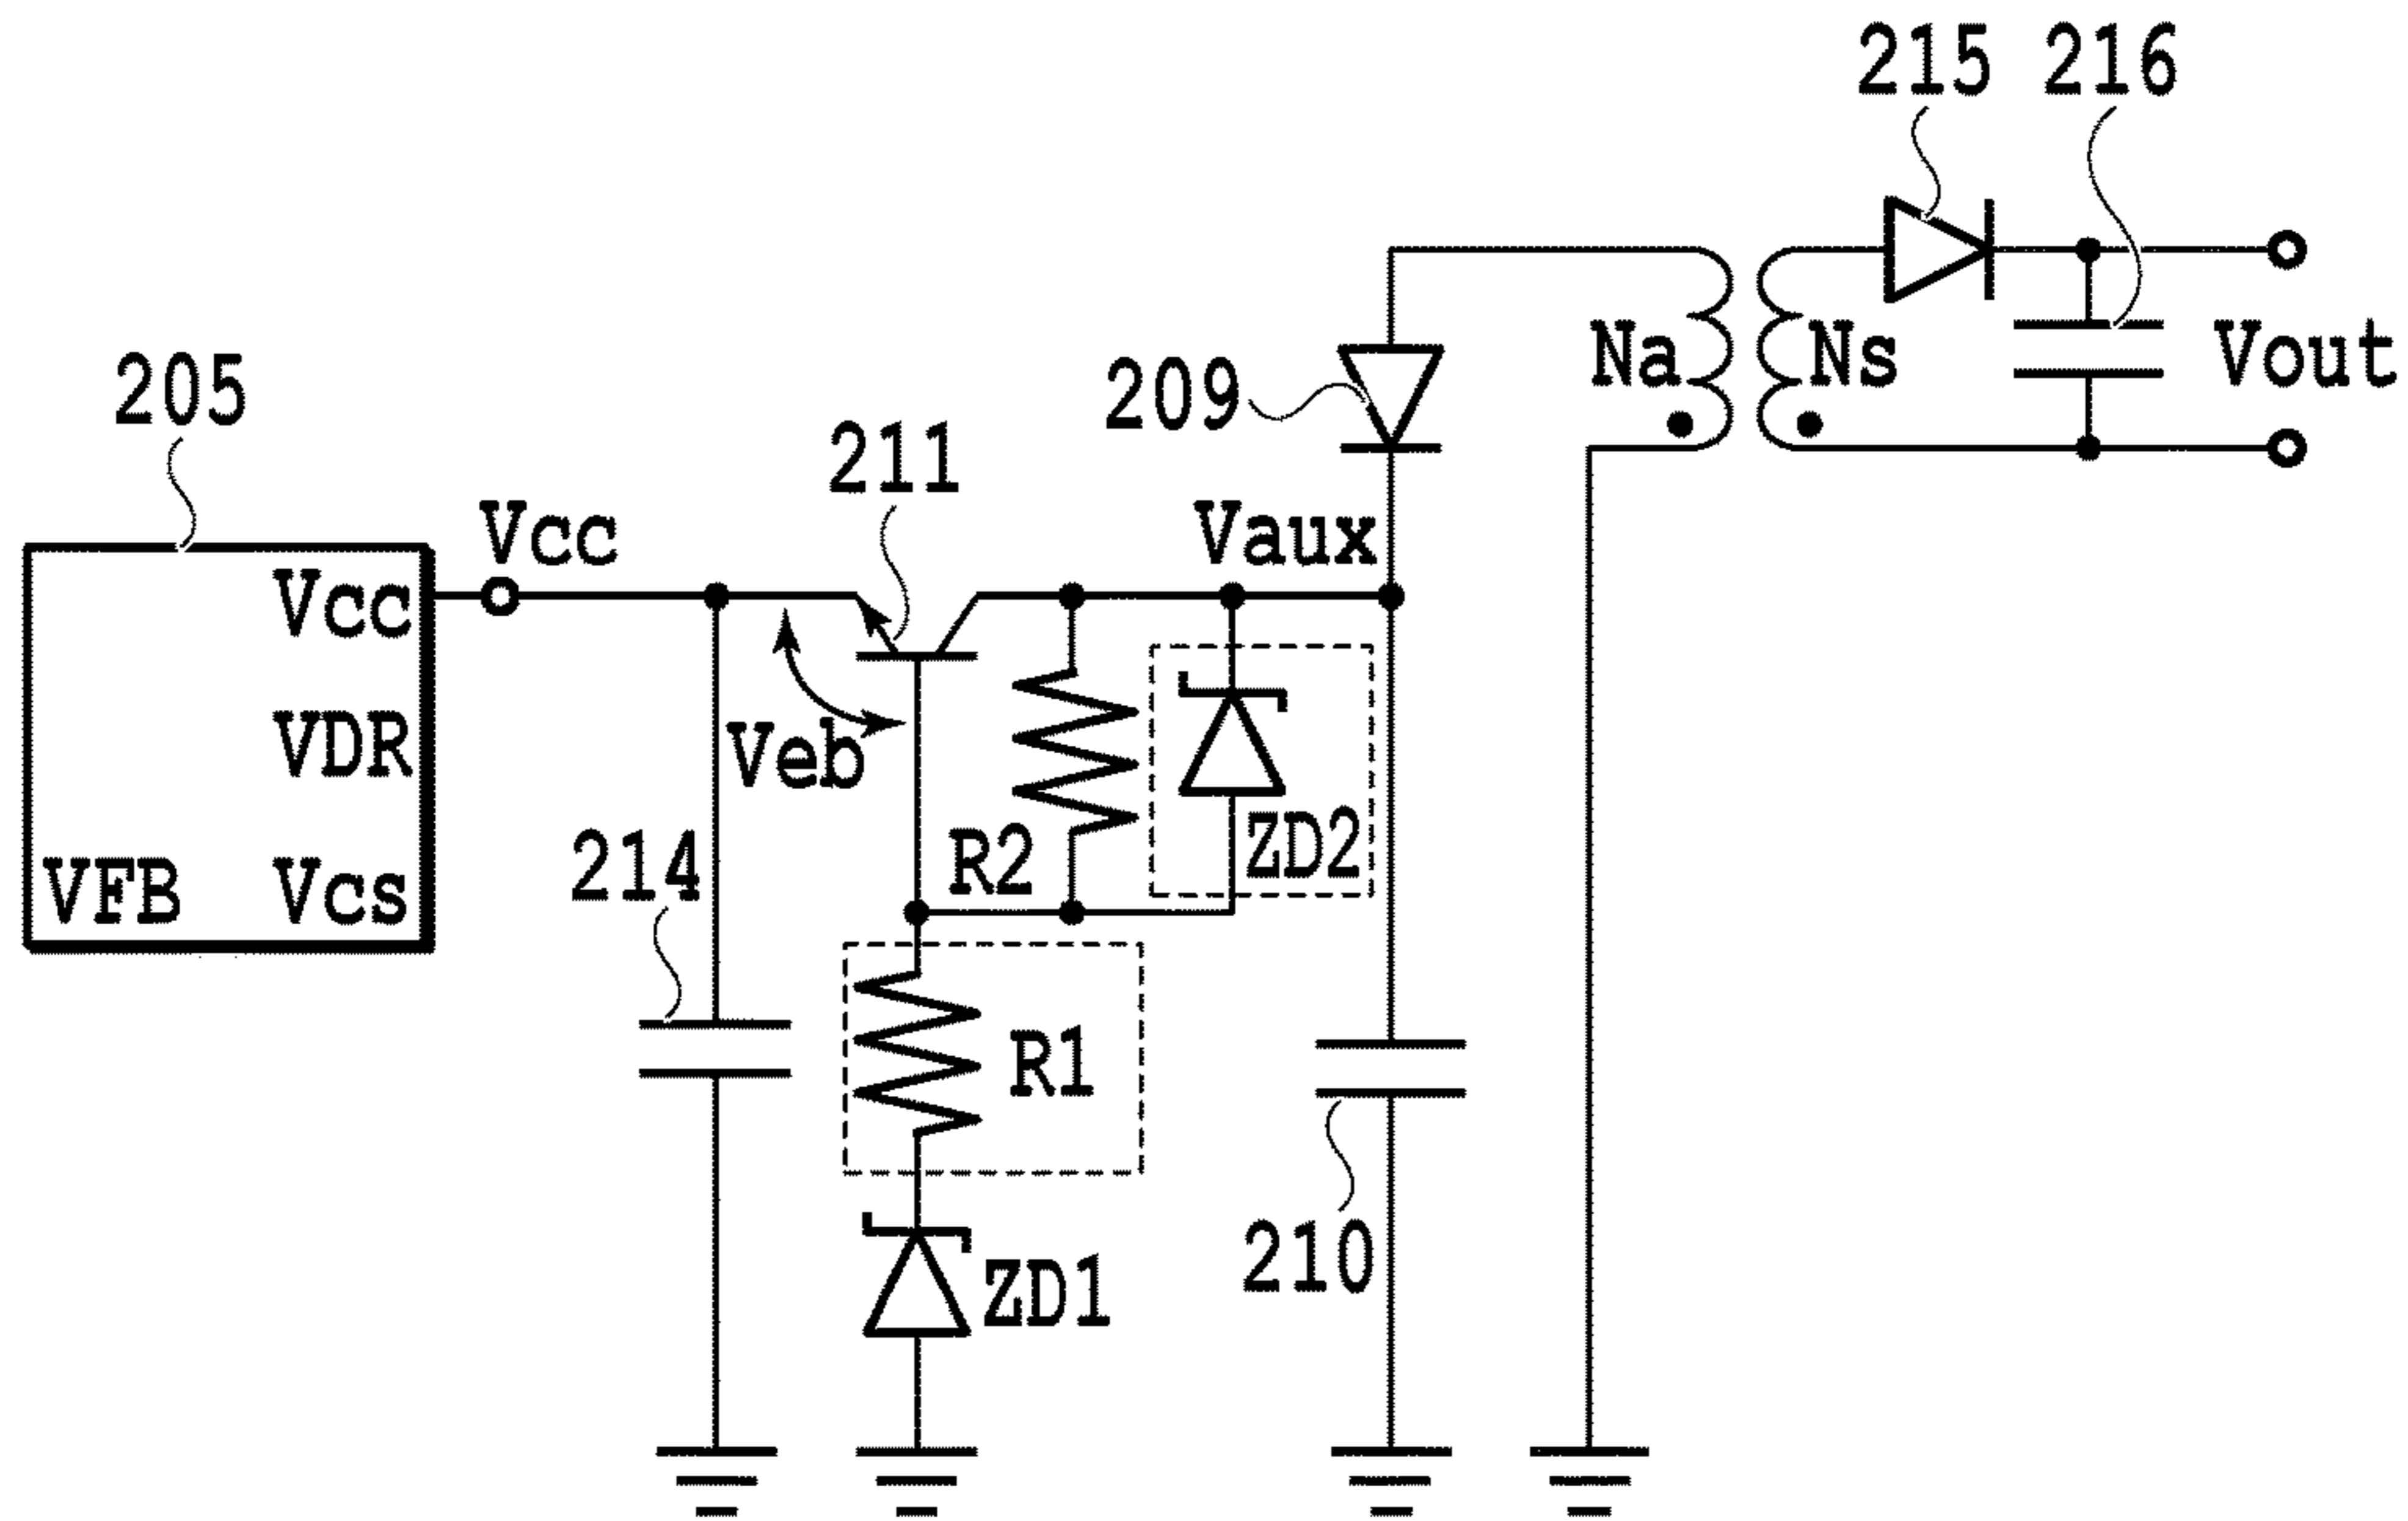 215 216
205
209
Na
Ns
Vout
211
Vcc
Vaux
Vcc
VDR
VFB Vcs
Veb
214
R2
ZD2
R1
ZD1
210